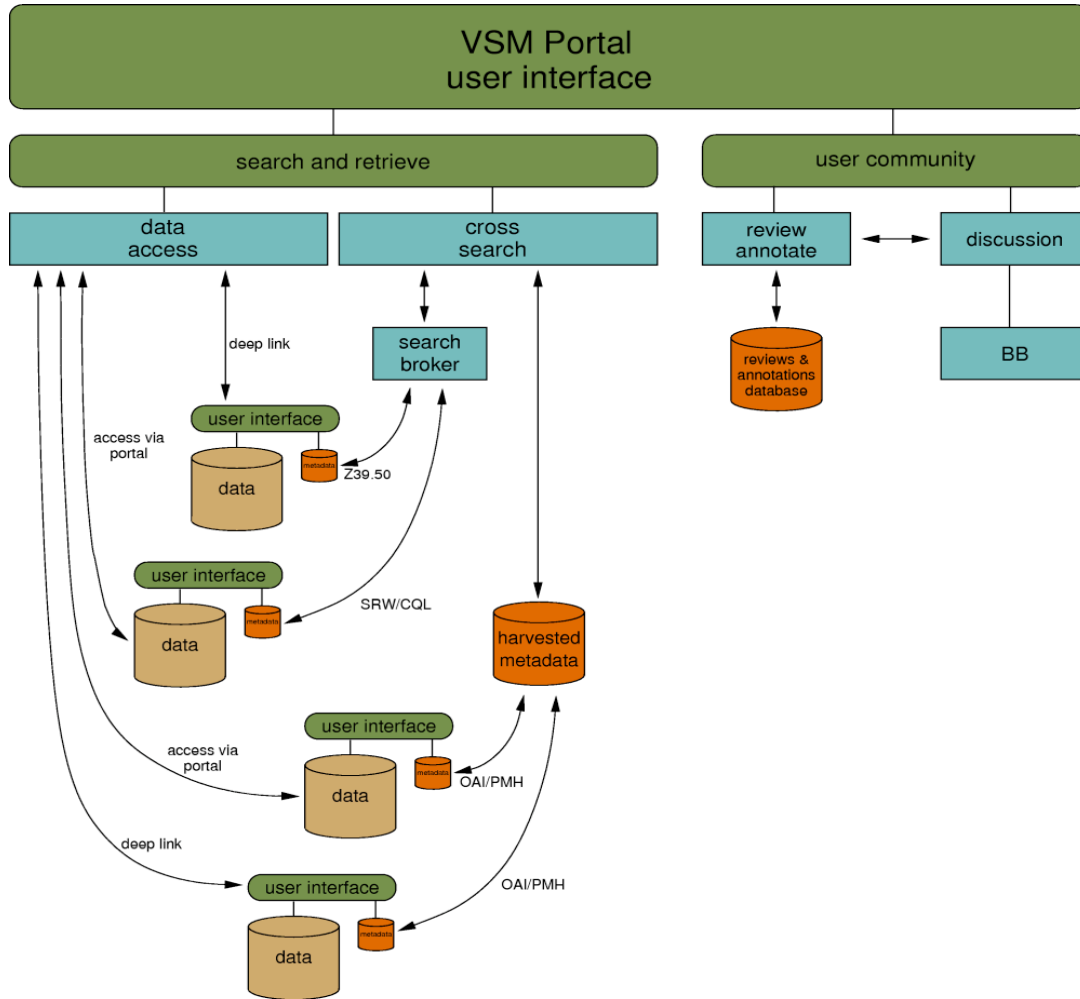 VSM Portal
user interface
search and retrieve
user community
data
access
cross
search
review
annotate
discussion
deep link
search
broker
reviews &
annotations
database
BB
user interface
access via
portal
metadata
Z39.50
data
user interface
SRW/CQL
metadata
data
harvested
metadata
user interface
access via
portal
metadata
OAI/PMH
data
deep link
user interface
OAI/PMH
metadata
data